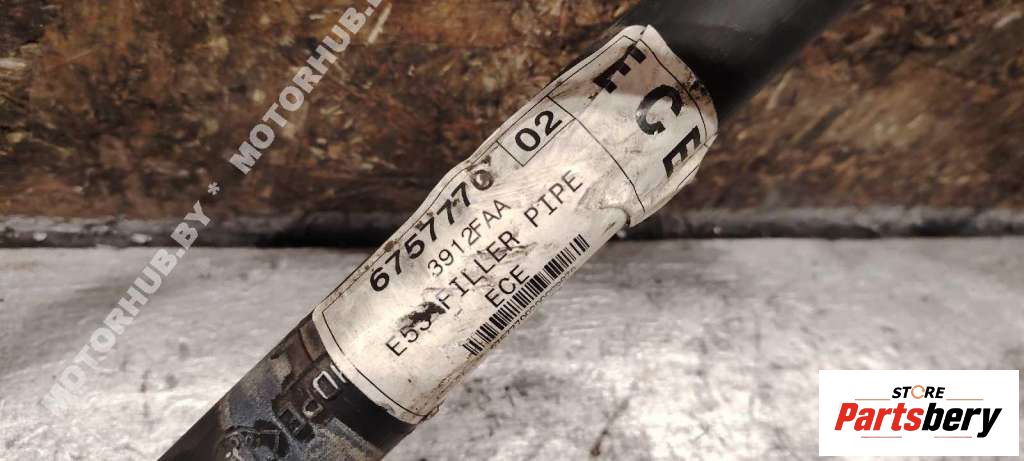 6757770 02
3912FAA
E53 FILLER PIPE
ECE
ECE
MOTORHUB.BY * MOTORHUB.BY
STORE
Partsbery